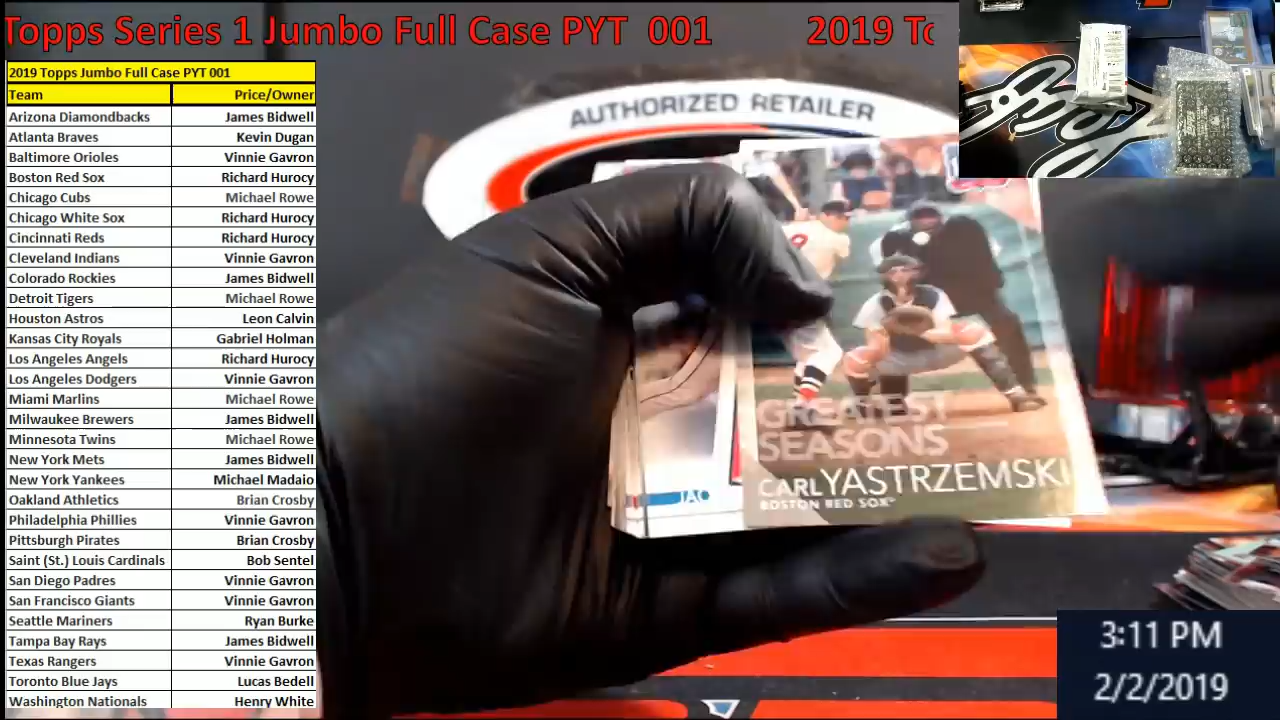 Topps Series 1 Jumbo Full Case PYT 001 2019 To
2019 Topps Jumbo Full Case PYT 001
Team Price/Owner
Arizona Diamondbacks James Bidwell
Atlanta Braves Kevin Dugan
Baltimore Orioles Vinnie Gavron
Boston Red Sox Richard Hurocy
Chicago Cubs Michael Rowe
Chicago White Sox Richard Hurocy
Cincinnati Reds Richard Hurocy
Cleveland Indians Vinnie Gavron
Colorado Rockies James Bidwell
Detroit Tigers Michael Rowe
Houston Astros Leon Calvin
Kansas City Royals Gabriel Holman
Los Angeles Angels Richard Hurocy
Los Angeles Dodgers Vinnie Gavron
Miami Marlins Michael Rowe
Milwaukee Brewers James Bidwell
Minnesota Twins Michael Rowe
New York Mets James Bidwell
New York Yankees Michael Madaio
Oakland Athletics Brian Crosby
Philadelphia Phillies Vinnie Gavron
Pittsburgh Pirates Brian Crosby
Saint (St.) Louis Cardinals Bob Sentel
San Diego Padres Vinnie Gavron
San Francisco Giants Vinnie Gavron
Seattle Mariners Ryan Burke
Tampa Bay Rays James Bidwell
Texas Rangers Vinnie Gavron
Toronto Blue Jays Lucas Bedell
Washington Nationals Henry White
AUTHORIZED RETAILER
GREATEST
SEASONS
CARL YASTRZEMSKI
BOSTON RED SOX
JAC
3:11 PM
2/2/2019